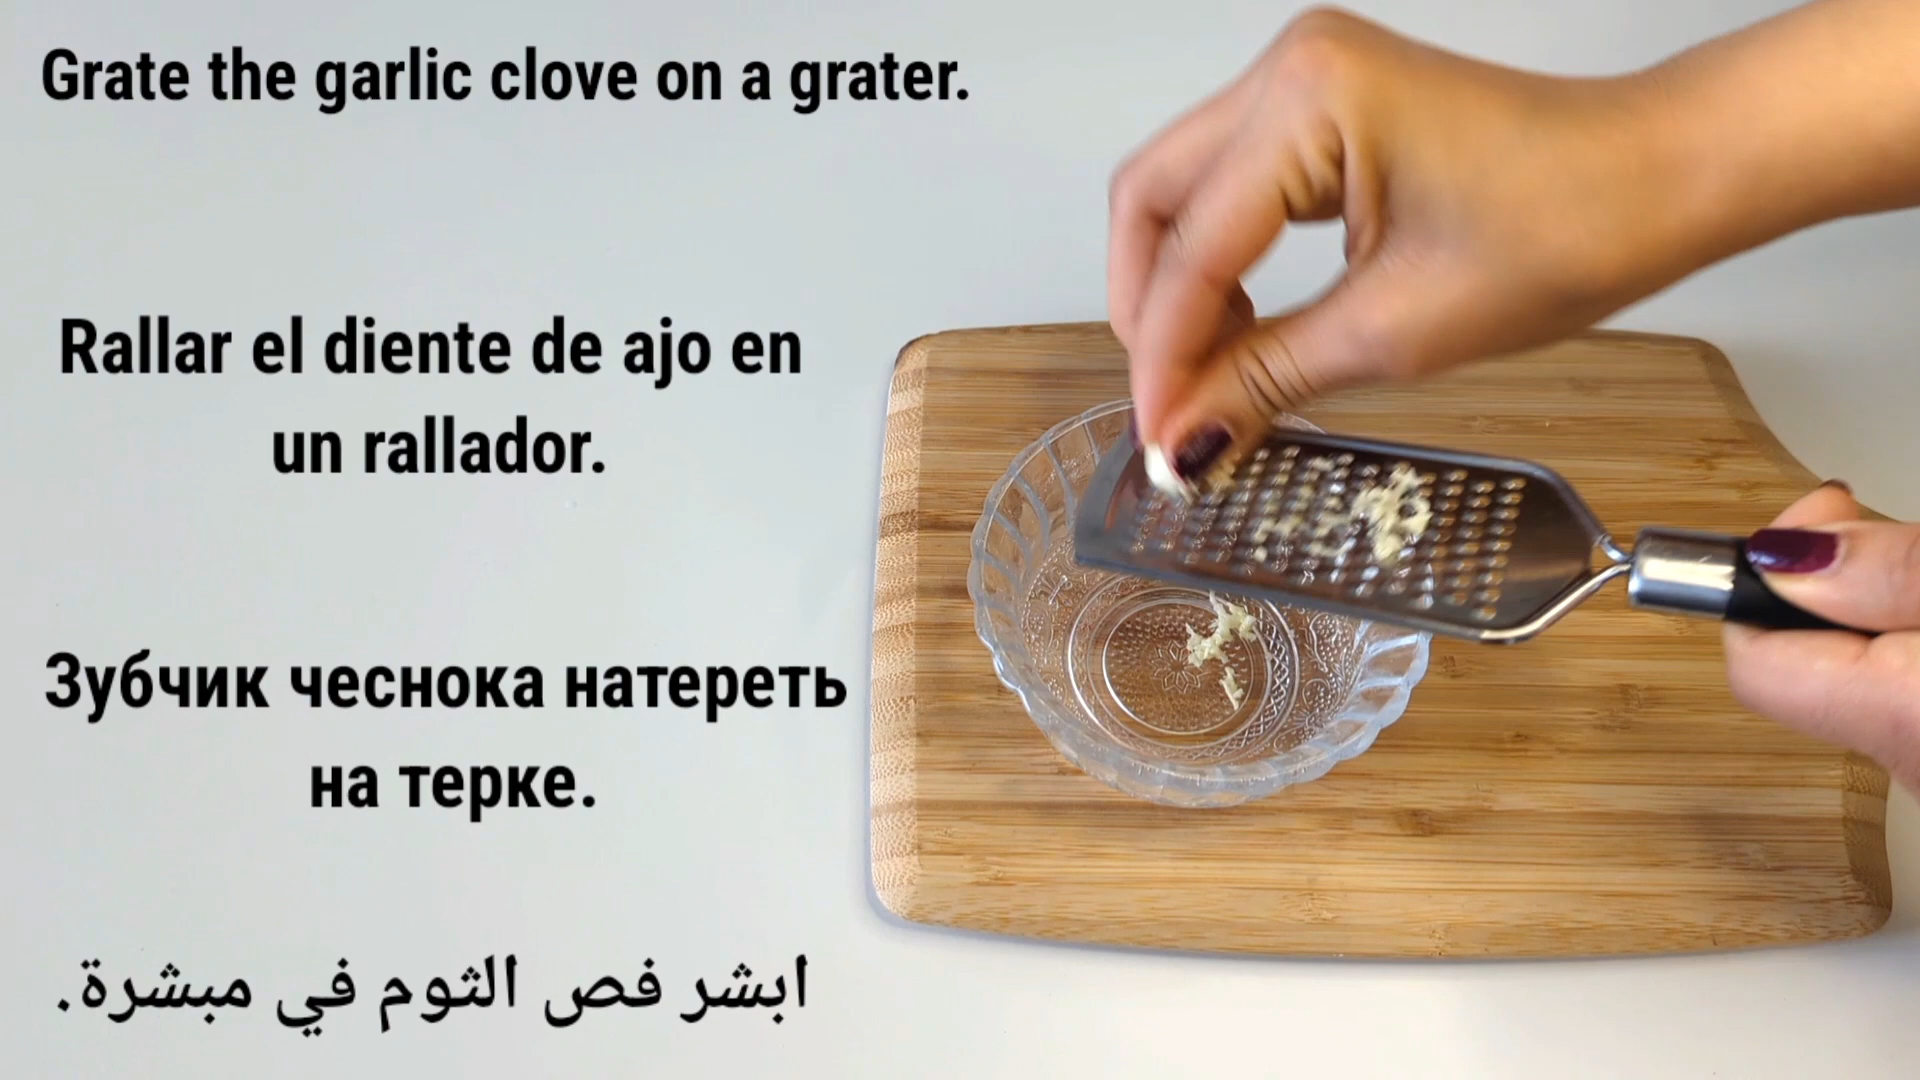 Grate the garlic clove on a grater.
Rallar el diente de ajo en
un rallador.
Зубчик чеснока натереть
на терке.
ابشر فص الثوم في مبشرة.